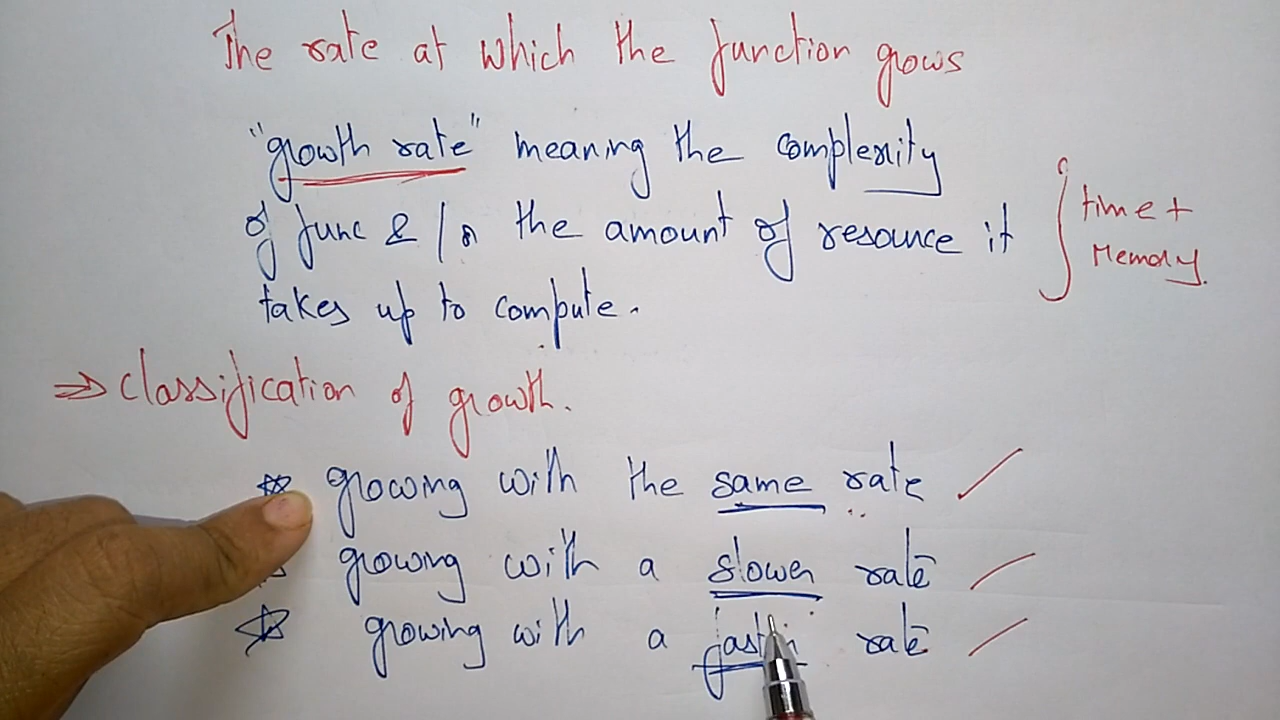 The rate at which the function grows
"growth rate" meaning the complexity
of func & / or the amount of resource it
takes up to compute.
time +
Memory.
⇒ Classification of growth.
☆ growing with the same rate ✓
growing with a slower rate ✓
☆ growing with a rate ✓